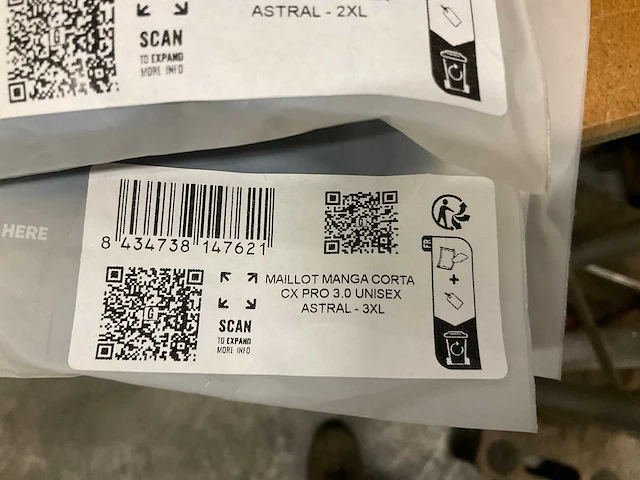 ASTRAL - 2XL
SCAN
TO EXPAND
MORE INFO
HERE
8 434738 147621
MAILLOT MANGA CORTA
CX PRO 3.0 UNISEX
ASTRAL - 3XL
SCAN
TO EXPAND
MORE INFO
FR
+